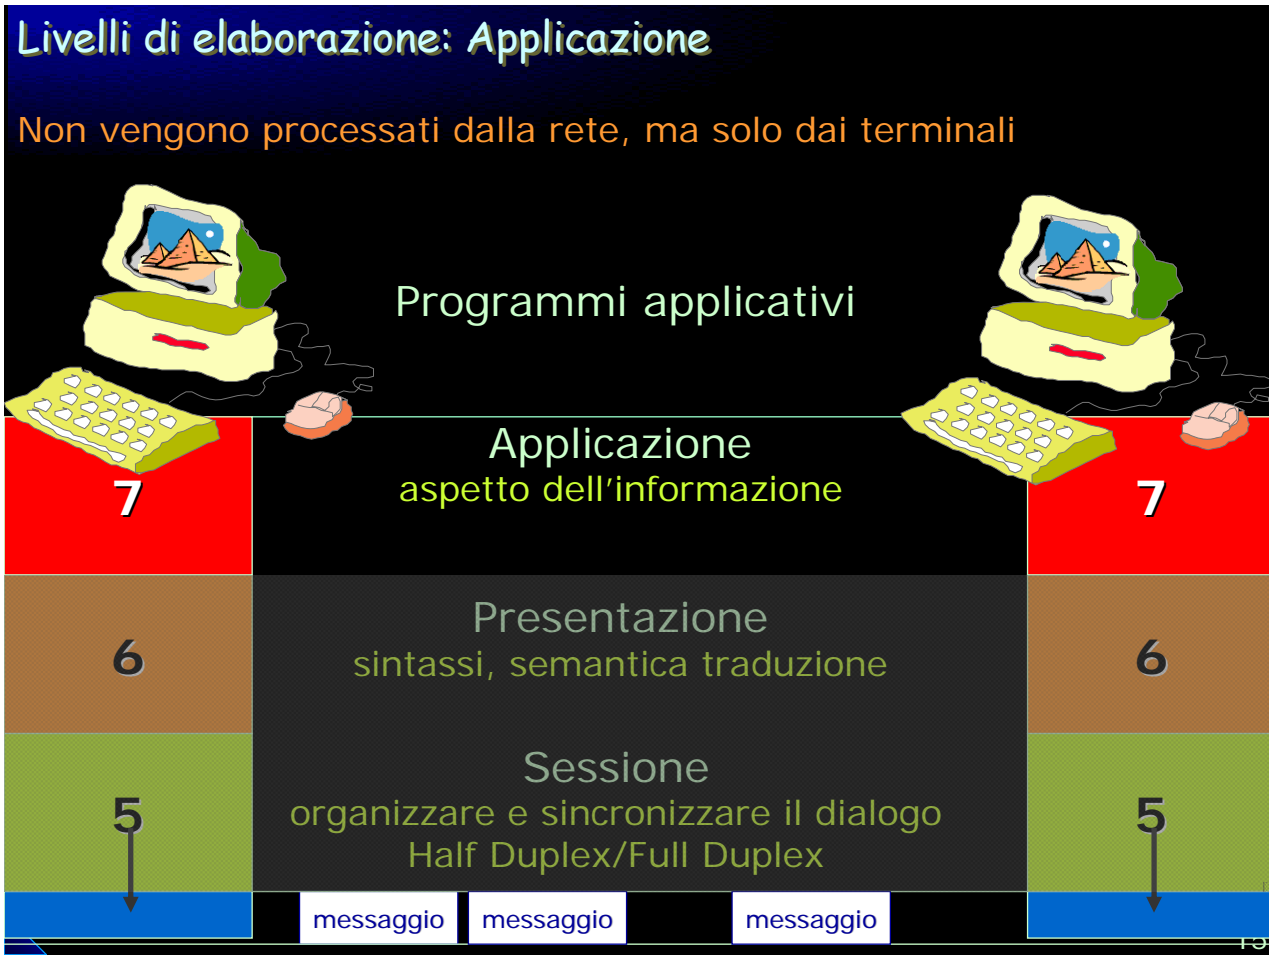 Livelli di elaborazione: Applicazione
Non vengono processati dalla rete, ma solo dai terminali
Programmi applicativi
Applicazione
aspetto dell'informazione
7
7
Presentazione
sintassi, semantica traduzione
6
6
Sessione
organizzare e sincronizzare il dialogo
Half Duplex/Full Duplex
5
5
messaggio messaggio messaggio
15